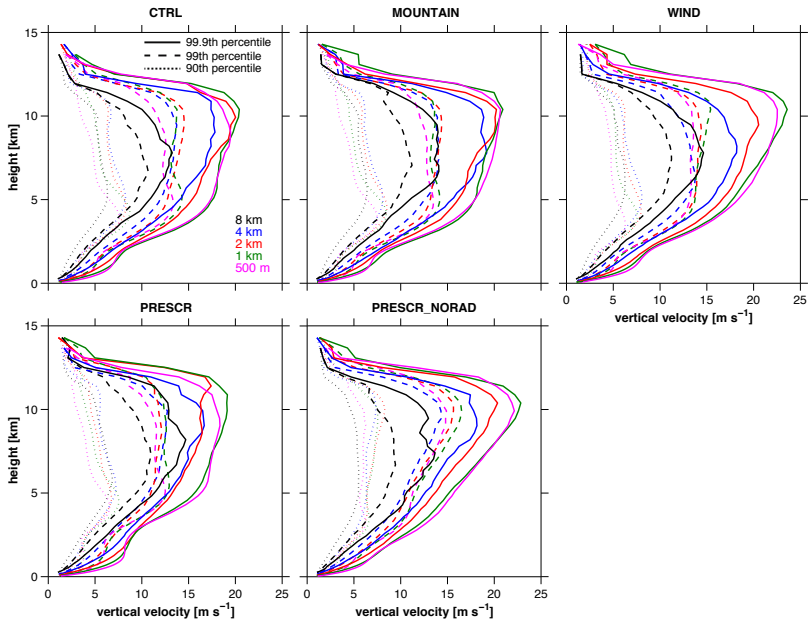 CTRL
MOUNTAIN
WIND
15
10
5
0
height [km]
99.9th percentile
99th percentile
90th percentile
8 km
4 km
2 km
1 km
500 m
0 5 10 15 20 25
vertical velocity [m s⁻¹]
PRESCR
PRESCR_NORAD
15
10
5
0
height [km]
0 5 10 15 20 25
0 5 10 15 20 25
vertical velocity [m s⁻¹]
vertical velocity [m s⁻¹]